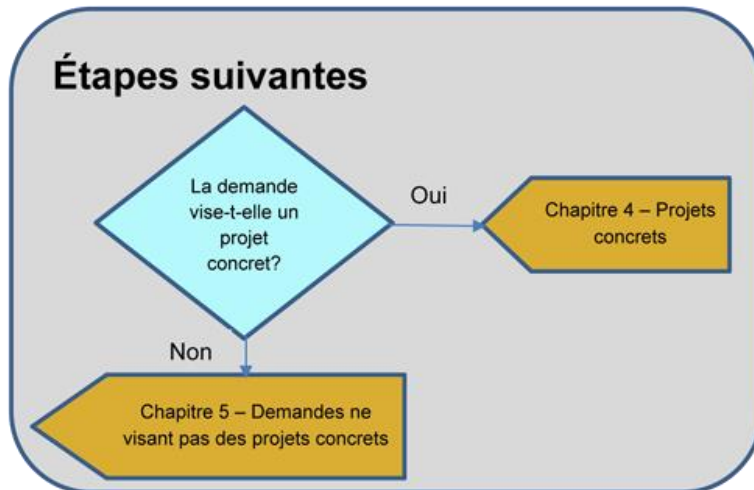 Étapes suivantes
La demande
vise-t-elle un
projet
concret?
Oui
Chapitre 4 – Projets
concrets
Non
Chapitre 5 – Demandes ne
visant pas des projets concrets